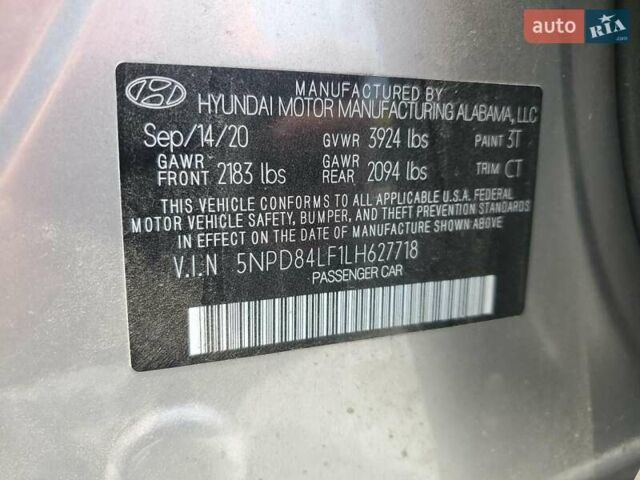 auto RIA.com
MANUFACTURED BY
HYUNDAI MOTOR MANUFACTURING ALABAMA, LLC
Sep/14/20 GVWR 3924 lbs PAINT 3T
GAWR FRONT 2183 lbs GAWR REAR 2094 lbs TRIM CT
THIS VEHICLE CONFORMS TO ALL APPLICABLE U.S.A. FEDERAL
MOTOR VEHICLE SAFETY, BUMPER, AND THEFT PREVENTION STANDARDS
IN EFFECT ON THE DATE OF MANUFACTURE SHOWN ABOVE
V.I.N 5NPD84LF1LH627718
PASSENGER CAR